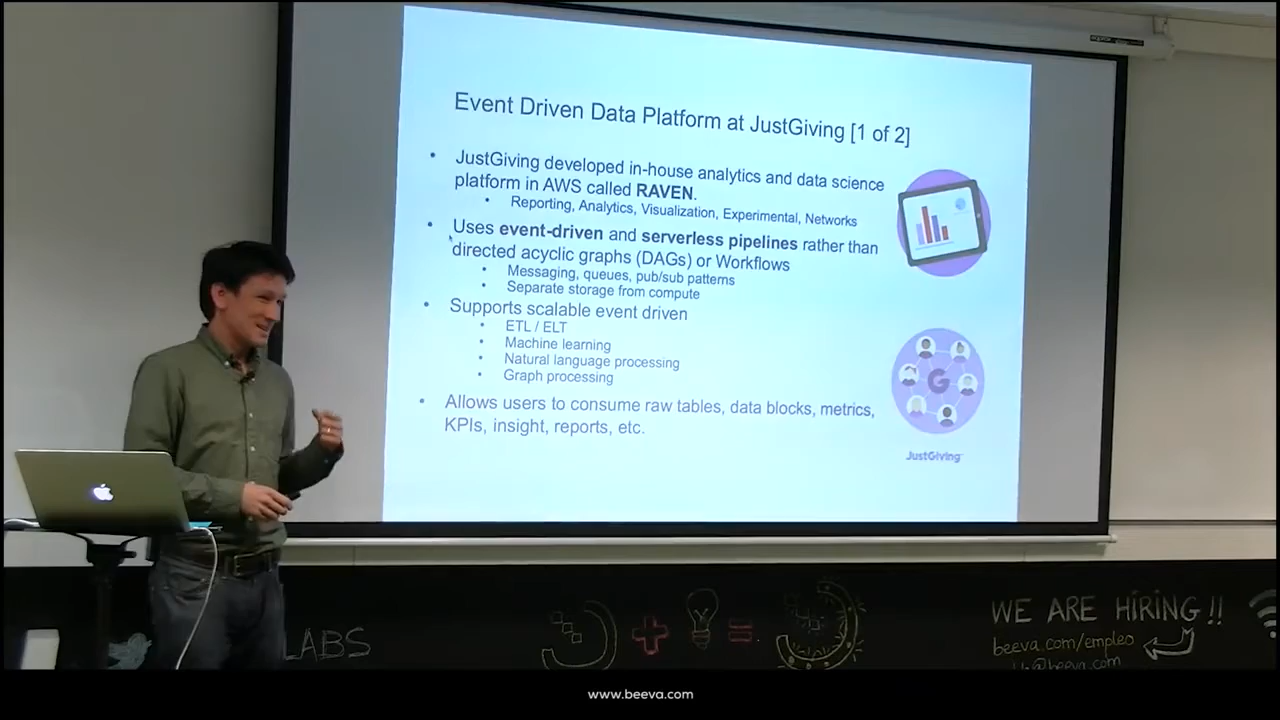 Event Driven Data Platform at JustGiving [1 of 2]
• JustGiving developed in-house analytics and data science
platform in AWS called RAVEN.
• Reporting, Analytics, Visualization, Experimental, Networks
• Uses event-driven and serverless pipelines rather than
directed acyclic graphs (DAGs) or Workflows
• Messaging, queues, pub/sub patterns
• Separate storage from compute
• Supports scalable event driven
• ETL / ELT
• Machine learning
• Natural language processing
• Graph processing
• Allows users to consume raw tables, data blocks, metrics,
KPIs, insight, reports, etc.
G
JustGiving
LABS
WE ARE HIRING !!
beeva.com/empleo
@beeva.com
www.beeva.com